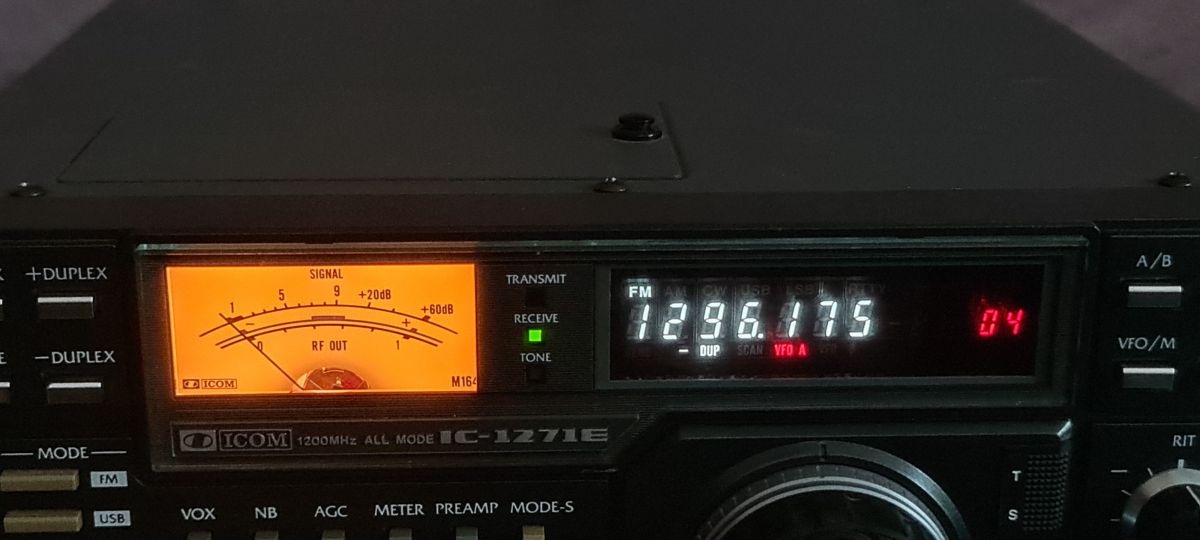 +DUPLEX
-DUPLEX
MODE
FM
USB
SIGNAL
1 5 9 +20dB +60dB
- +
0 RF OUT 1
ICOM
M164
TRANSMIT
RECEIVE
TONE
FM AM CW USB LSB RTTY
1296.175
- DUP SCAN VFO A
04
A/B
VFO/M
ICOM 1200MHz ALL MODE IC-1271E
VOX NB AGC METER PREAMP MODE-S
T
S
RIT